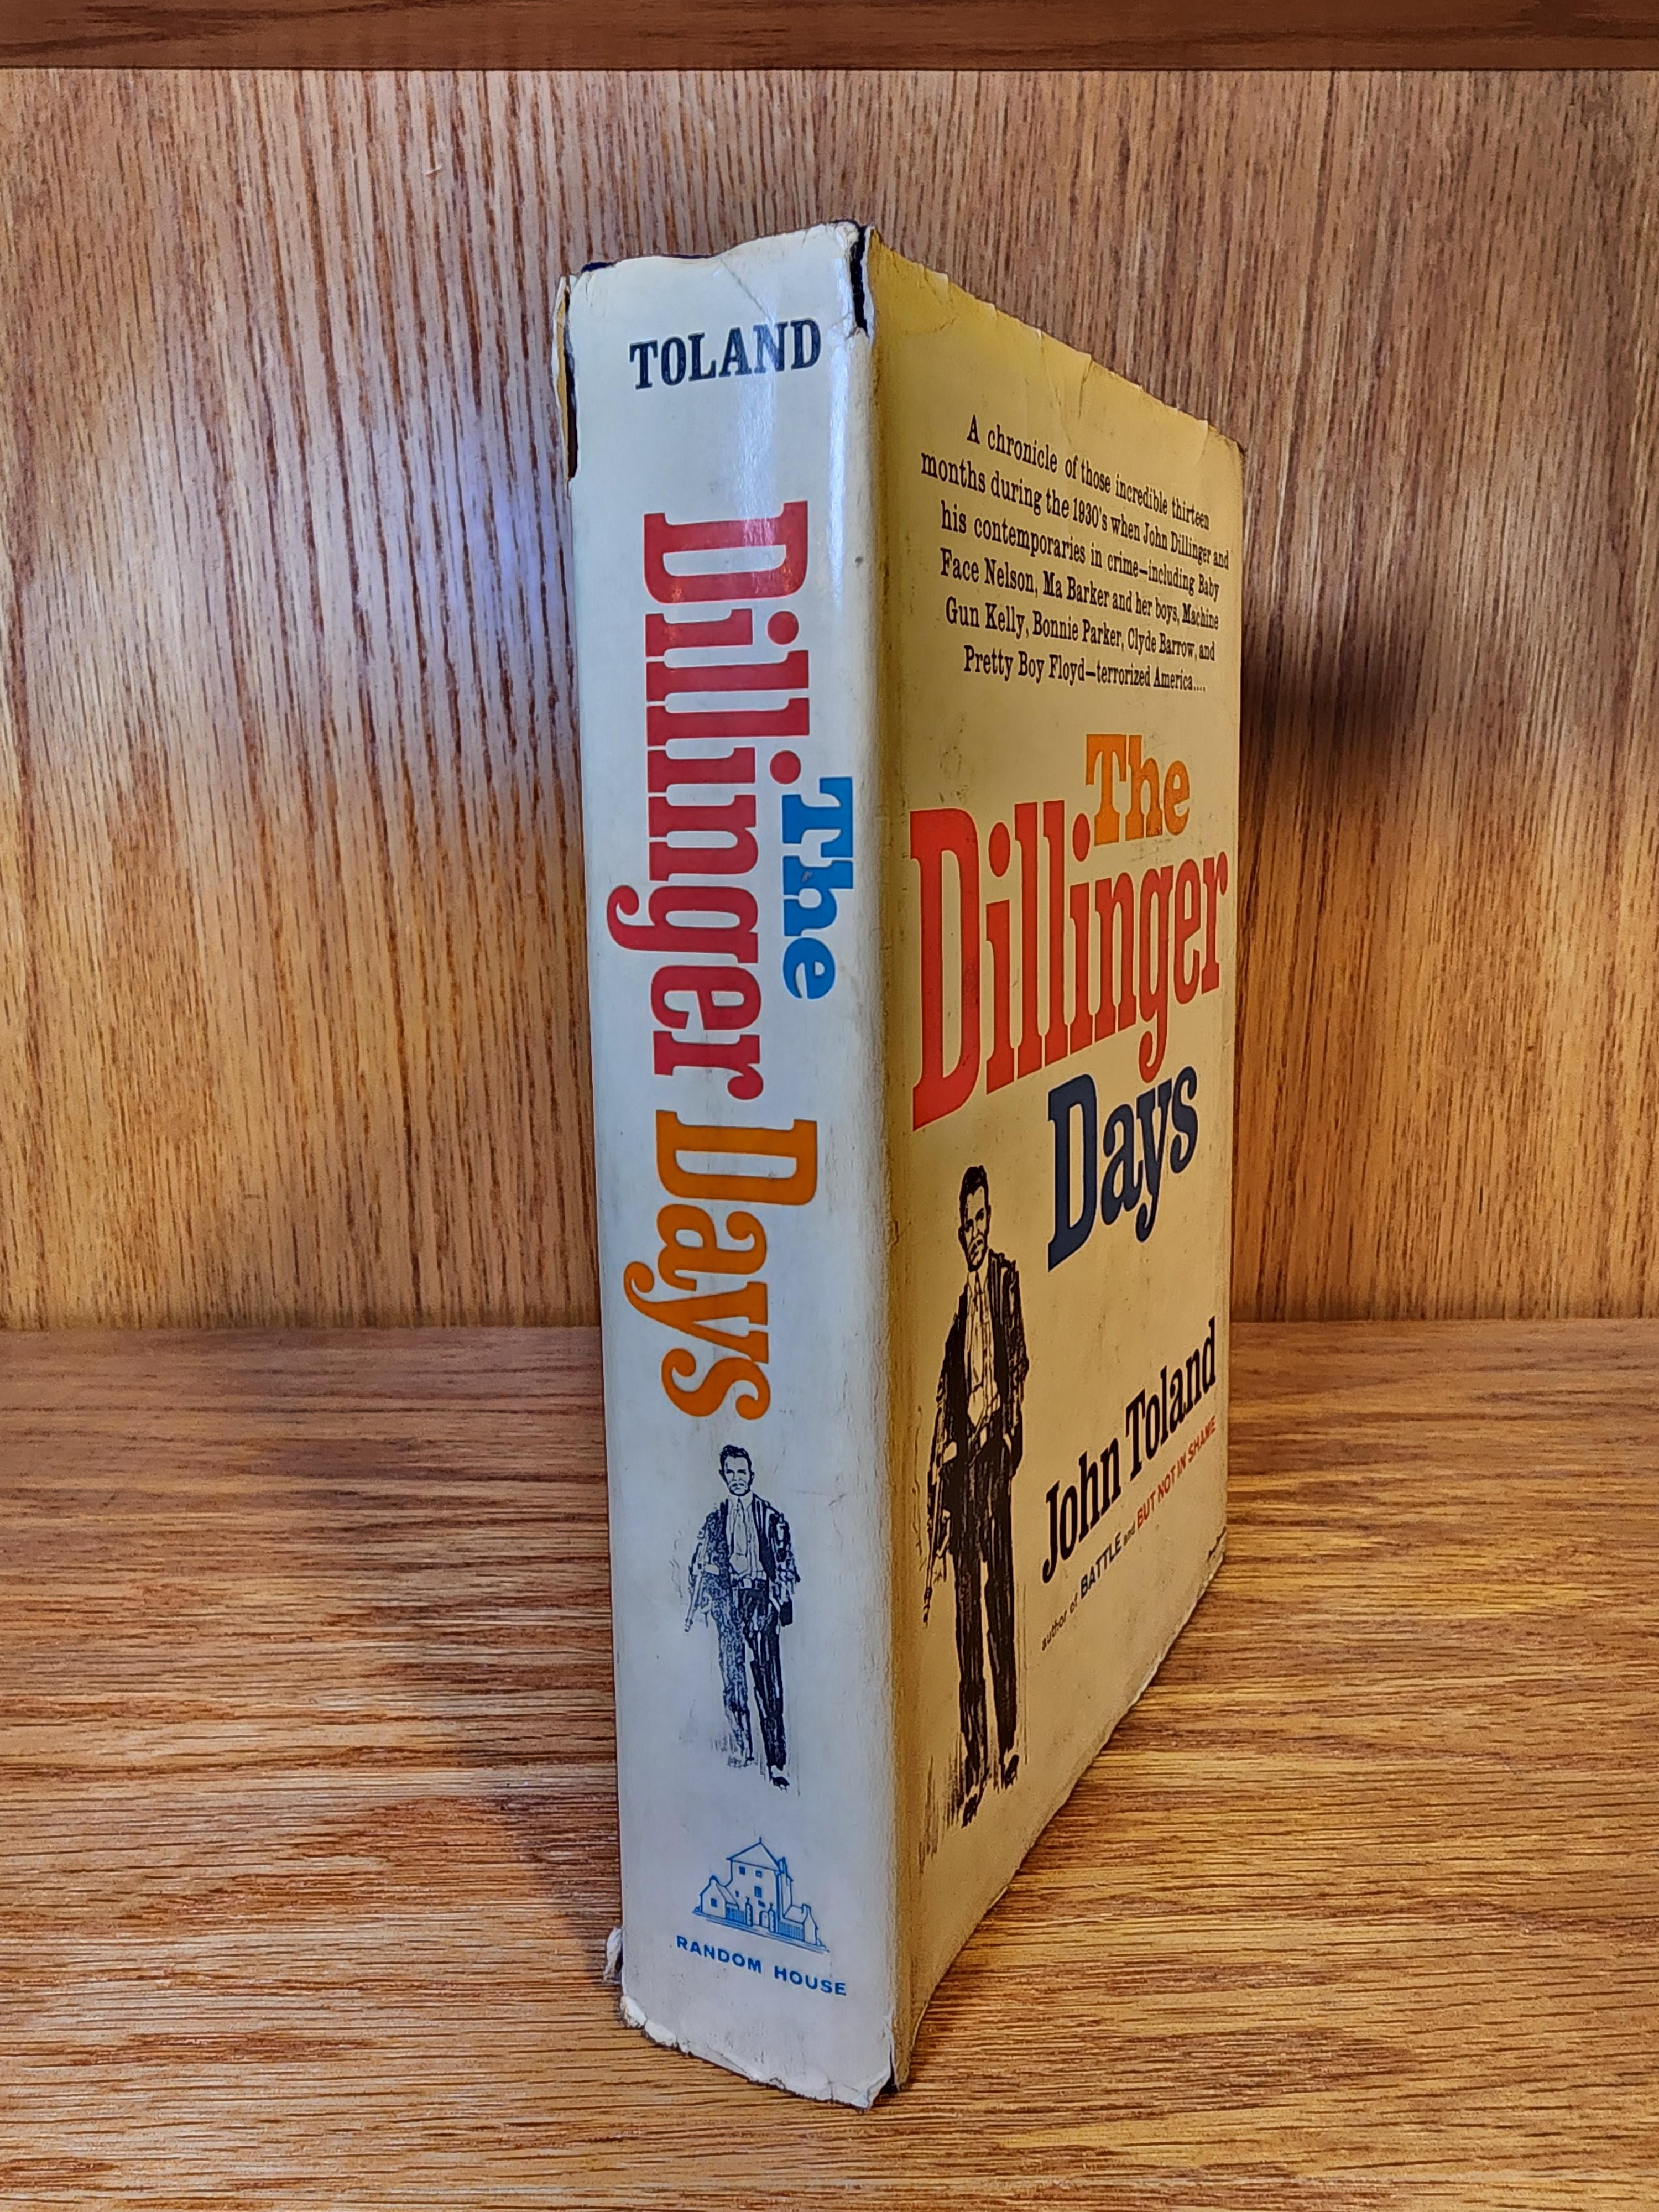 TOLAND
The
Dillinger Days
RANDOM HOUSE
A chronicle of those incredible thirteen
months during the 1930's when John Dillinger and
his contemporaries in crime—including Baby
Face Nelson, Ma Barker and her boys, Machine
Gun Kelly, Bonnie Parker, Clyde Barrow, and
Pretty Boy Floyd—terrorized America....
The
Dillinger
Days
John Toland
author of BATTLE and BUT NOT IN SHAME